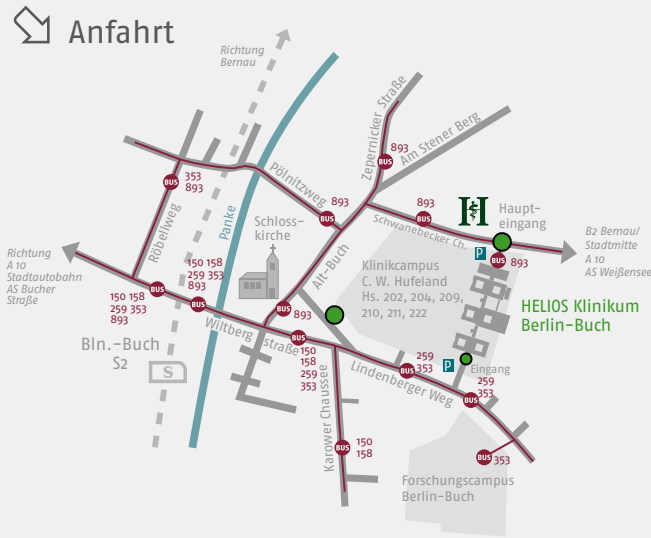 Anfahrt
Richtung
Bernau
Zepernicker Straße
Am Stener Berg
BUS 893
BUS 353
893
Pölnitzweg
BUS 893
BUS 893
Schwanebecker Ch.
H
Haupt-
eingang
Röbellweg
Panke
Schloss-
kirche
Alt-Buch
B2 Bernau/
Stadtmitte
A 10
AS Weißensee
Richtung
A 10
Stadtautobahn
AS Bucher
Straße
P
BUS 893
Klinikcampus
C. W. Hufeland
Hs. 202, 204, 209,
210, 211, 222
BUS
150 158
259 353
893
BUS
150 158
259 353
893
BUS 893
HELIOS Klinikum
Berlin-Buch
Wiltbergstraße
Bln.-Buch
S2
S
BUS
150
158
259
353
P
Eingang
BUS
259
353
Lindenberger Weg
BUS
259
353
Karower Chaussee
BUS 150
158
BUS 353
Forschungscampus
Berlin-Buch